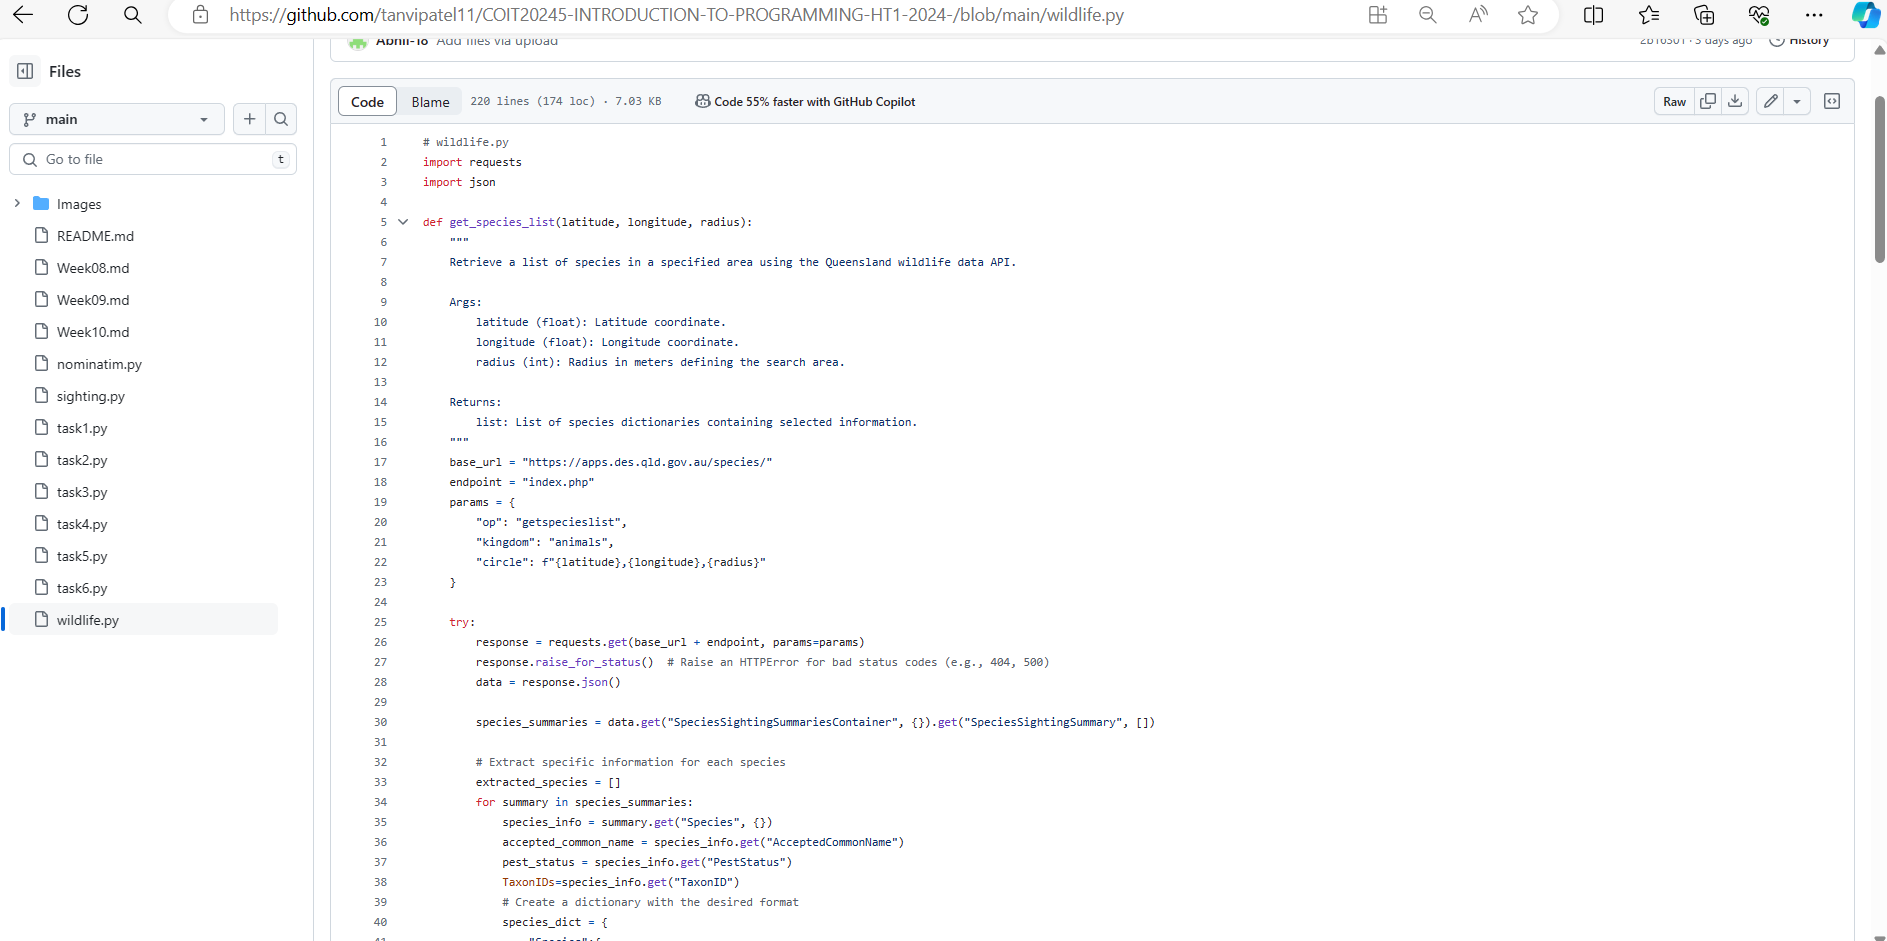 https://github.com/tanvipatel11/COIT20245-INTRODUCTION-TO-PROGRAMMING-HT1-2024-/blob/main/wildlife.py
Abhil-18 Add files via upload
2b16301 · 3 days ago History
Files
main
Go to file
t
Images
README.md
Week08.md
Week09.md
Week10.md
nominatim.py
sighting.py
task1.py
task2.py
task3.py
task4.py
task5.py
task6.py
wildlife.py
Code Blame 220 lines (174 loc) · 7.03 KB Code 55% faster with GitHub Copilot Raw
1 # wildlife.py
2 import requests
3 import json
4
5 def get_species_list(latitude, longitude, radius):
6 """
7 Retrieve a list of species in a specified area using the Queensland wildlife data API.
8
9 Args:
10 latitude (float): Latitude coordinate.
11 longitude (float): Longitude coordinate.
12 radius (int): Radius in meters defining the search area.
13
14 Returns:
15 list: List of species dictionaries containing selected information.
16 """
17 base_url = "https://apps.des.qld.gov.au/species/"
18 endpoint = "index.php"
19 params = {
20 "op": "getspecieslist",
21 "kingdom": "animals",
22 "circle": f"{latitude},{longitude},{radius}"
23 }
24
25 try:
26 response = requests.get(base_url + endpoint, params=params)
27 response.raise_for_status() # Raise an HTTPError for bad status codes (e.g., 404, 500)
28 data = response.json()
29
30 species_summaries = data.get("SpeciesSightingSummariesContainer", {}).get("SpeciesSightingSummary", [])
31
32 # Extract specific information for each species
33 extracted_species = []
34 for summary in species_summaries:
35 species_info = summary.get("Species", {})
36 accepted_common_name = species_info.get("AcceptedCommonName")
37 pest_status = species_info.get("PestStatus")
38 TaxonIDs=species_info.get("TaxonID")
39 # Create a dictionary with the desired format
40 species_dict = {
41 "Species":{